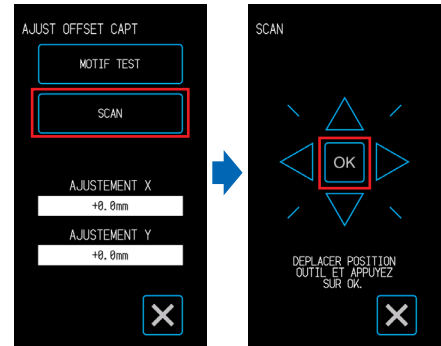 AJUST OFFSET CAPT
MOTIF TEST
SCAN
AJUSTEMENT X
+0.0mm
AJUSTEMENT Y
+0.0mm
SCAN
OK
DEPLACER POSITION
OUTIL ET APPUYEZ
SUR OK.